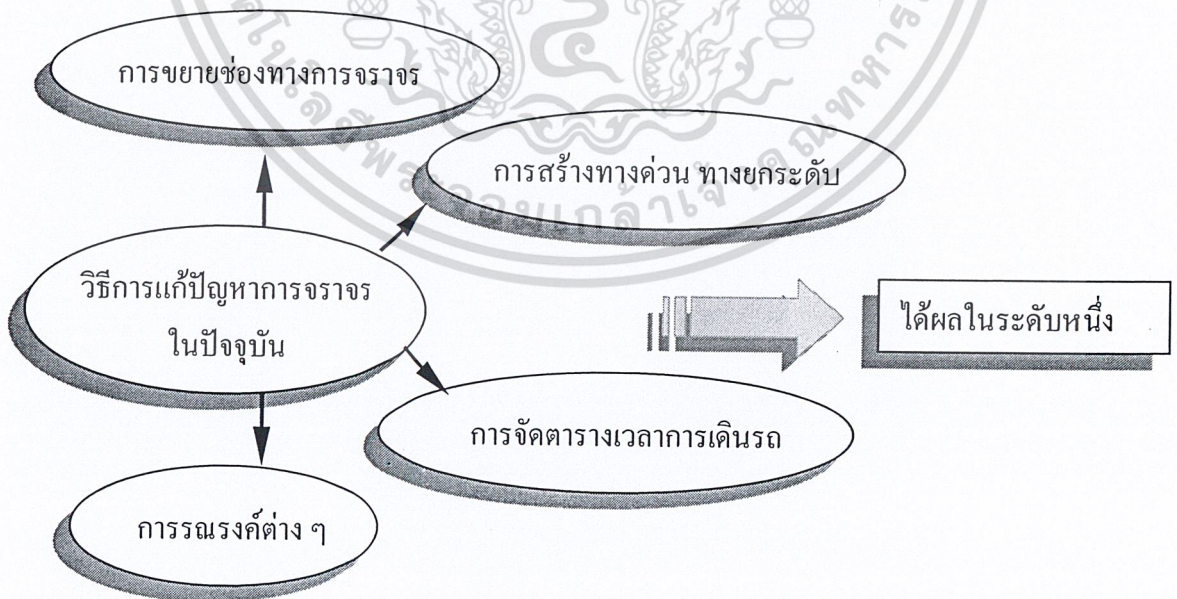 การขยายช่องทางการจราจร
การสร้างทางด่วน ทางยกระดับ
วิธีการแก้ปัญหาการจราจร
ในปัจจุบัน
ได้ผลในระดับหนึ่ง
การจัดตารางเวลาการเดินรถ
การรณรงค์ต่าง ๆ